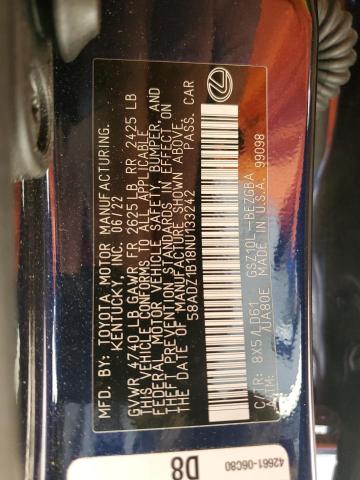 MFD. BY: TOYOTA MOTOR MANUFACTURING.
KENTUCKY, INC. 06/22
GVWR 4740 LB GAWR FR 2625 LB RR 2425 LB
THIS VEHICLE CONFORMS TO ALL APPLICABLE
FEDERAL MOTOR VEHICLE SAFETY, BUMPER, AND
THEFT PREVENTION STANDARDS IN EFFECT ON
THE DATE OF MANUFACTURE SHOWN ABOVE.
58ADZ1B18NU133242 PASS. CAR
C/TR: 8X5/LD61 GSZ10L-BEZGBA
A/TM: /UA80E MADE IN U.S.A. 99098
42661-06C80
D8